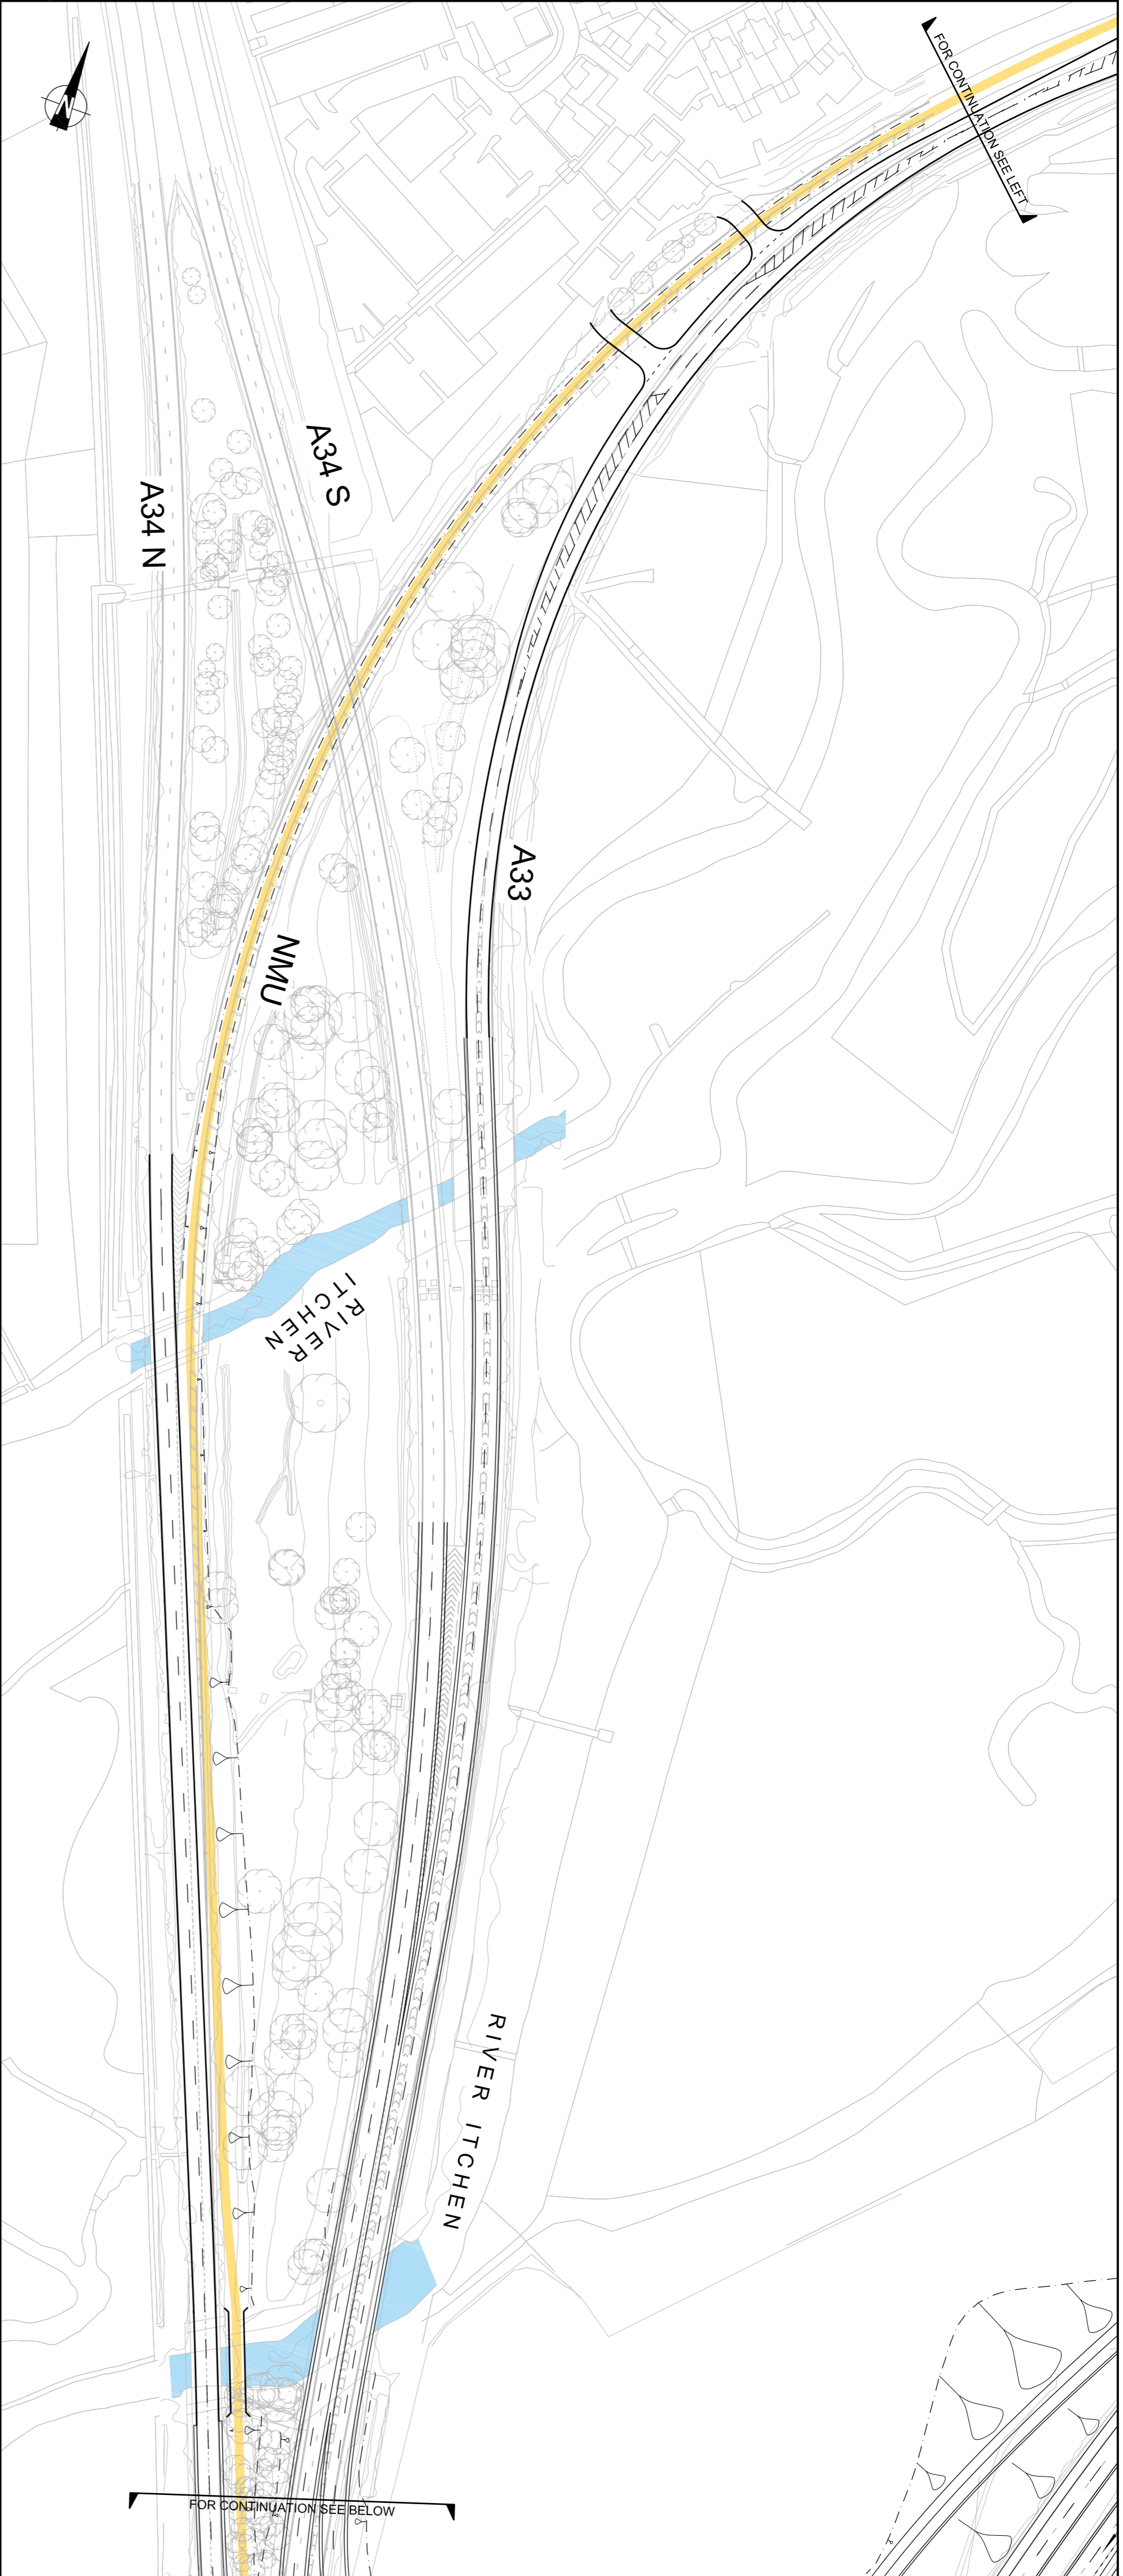 N
FOR CONTINUATION SEE LEFT
A34 S
A34 N
A33
NMU
RIVER
ITCHEN
RIVER ITCHEN
FOR CONTINUATION SEE BELOW